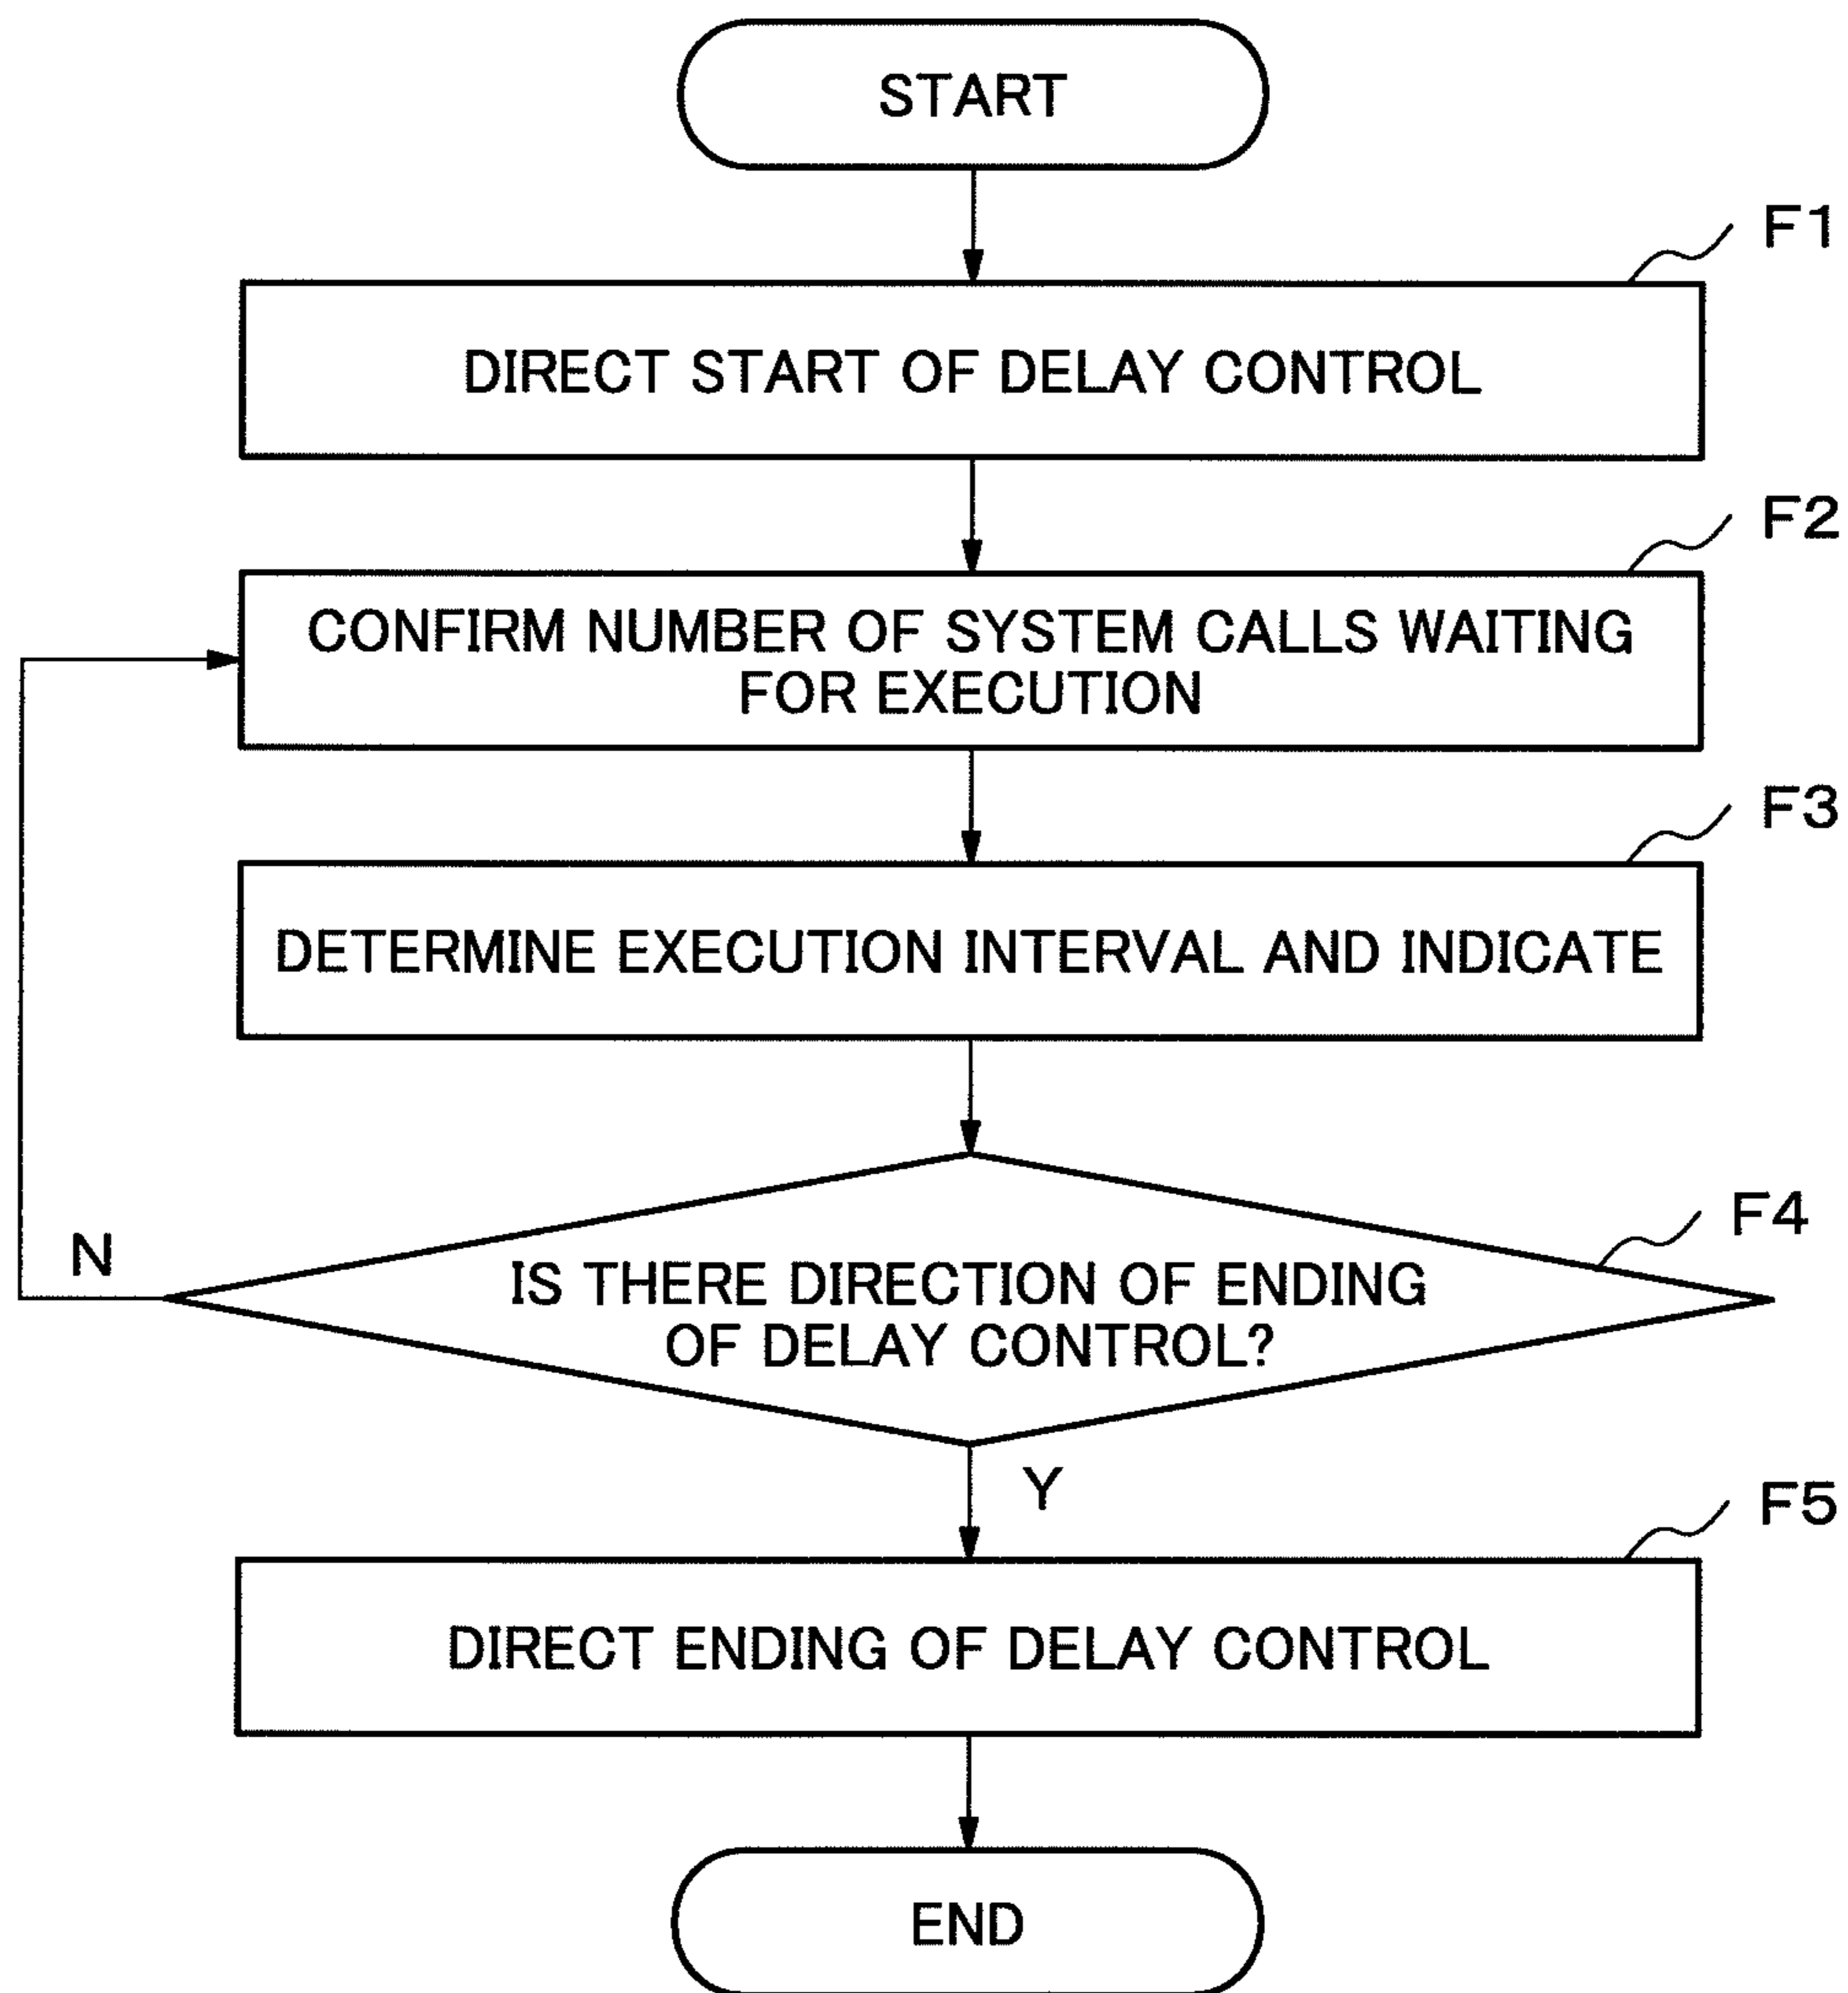 START
F1
DIRECT START OF DELAY CONTROL
F2
CONFIRM NUMBER OF SYSTEM CALLS WAITING
FOR EXECUTION
F3
DETERMINE EXECUTION INTERVAL AND INDICATE
F4
N
IS THERE DIRECTION OF ENDING
OF DELAY CONTROL?
Y
F5
DIRECT ENDING OF DELAY CONTROL
END